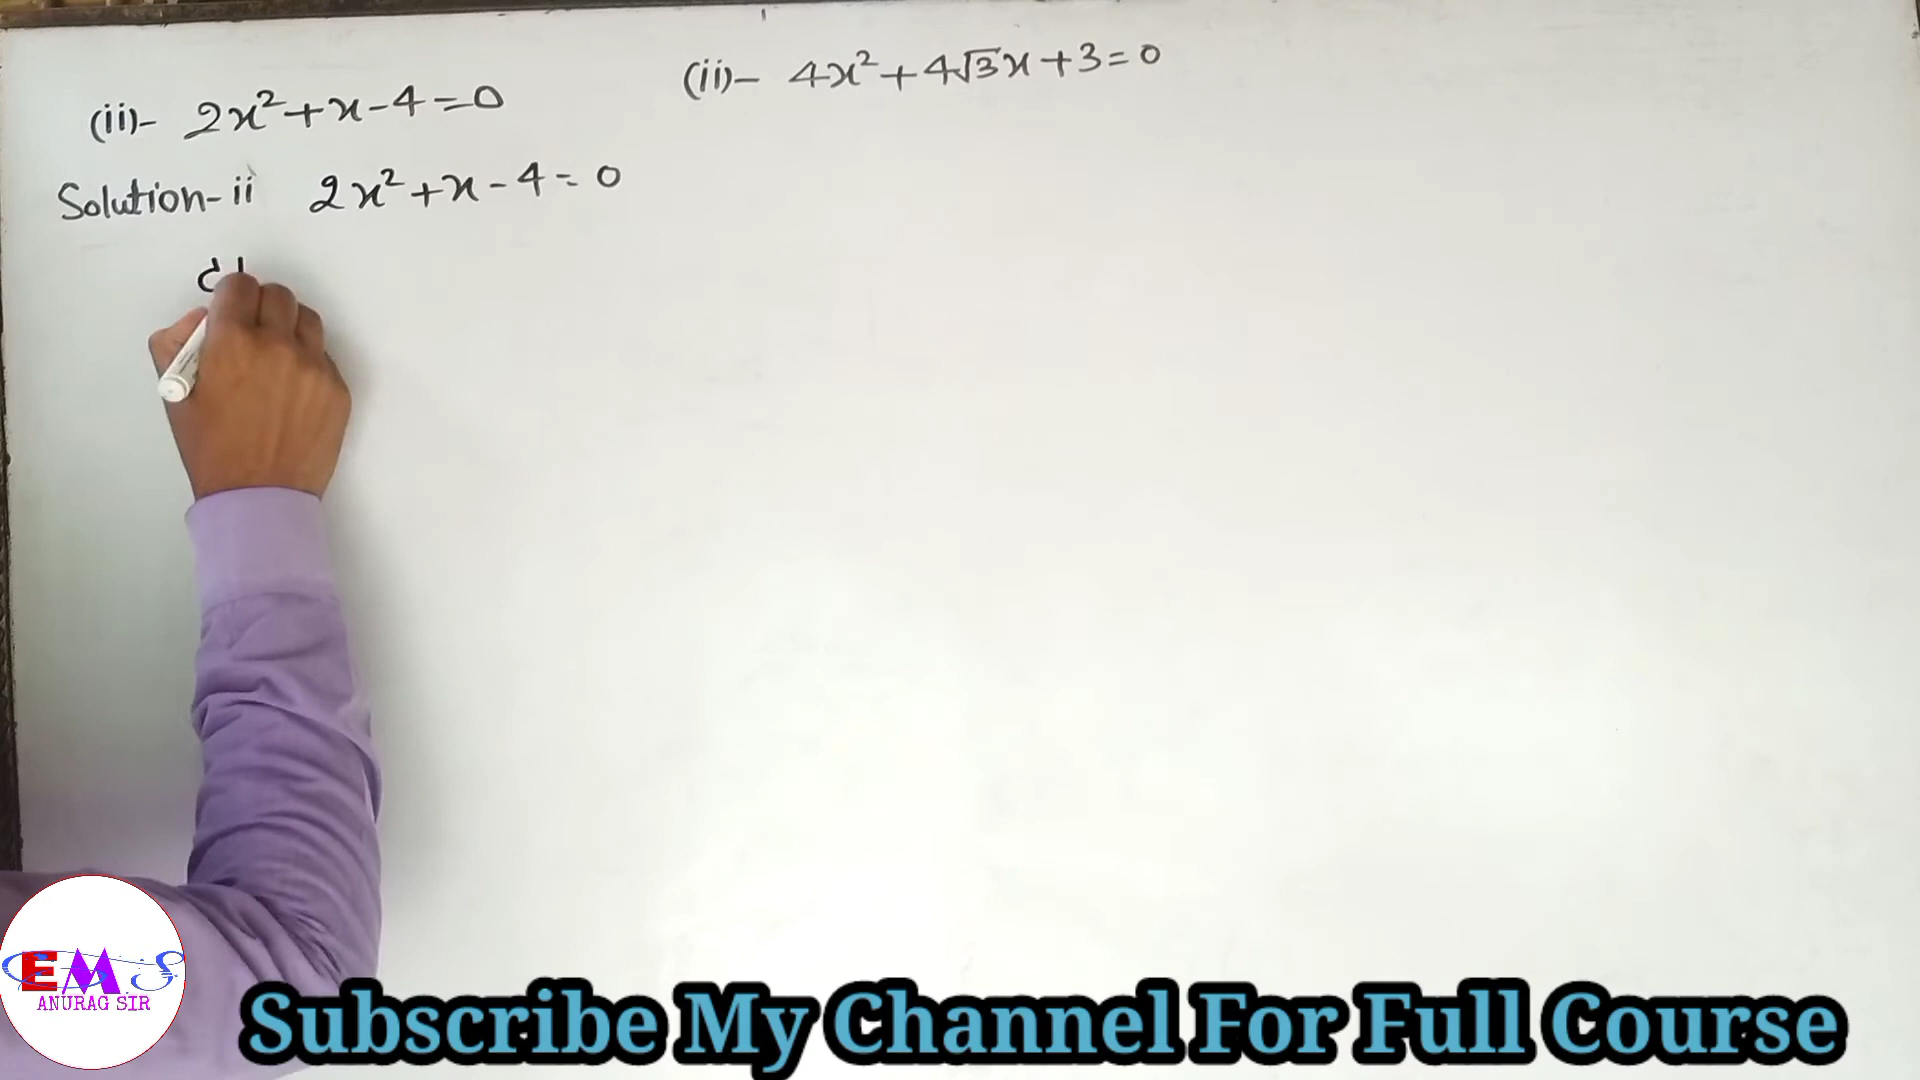 (ii)- 2x²+x-4=0
(ii)- 4x²+4√3x+3=0
Solution-ii 2x²+x-4=0
EMS
ANURAG SIR
Subscribe My Channel For Full Course